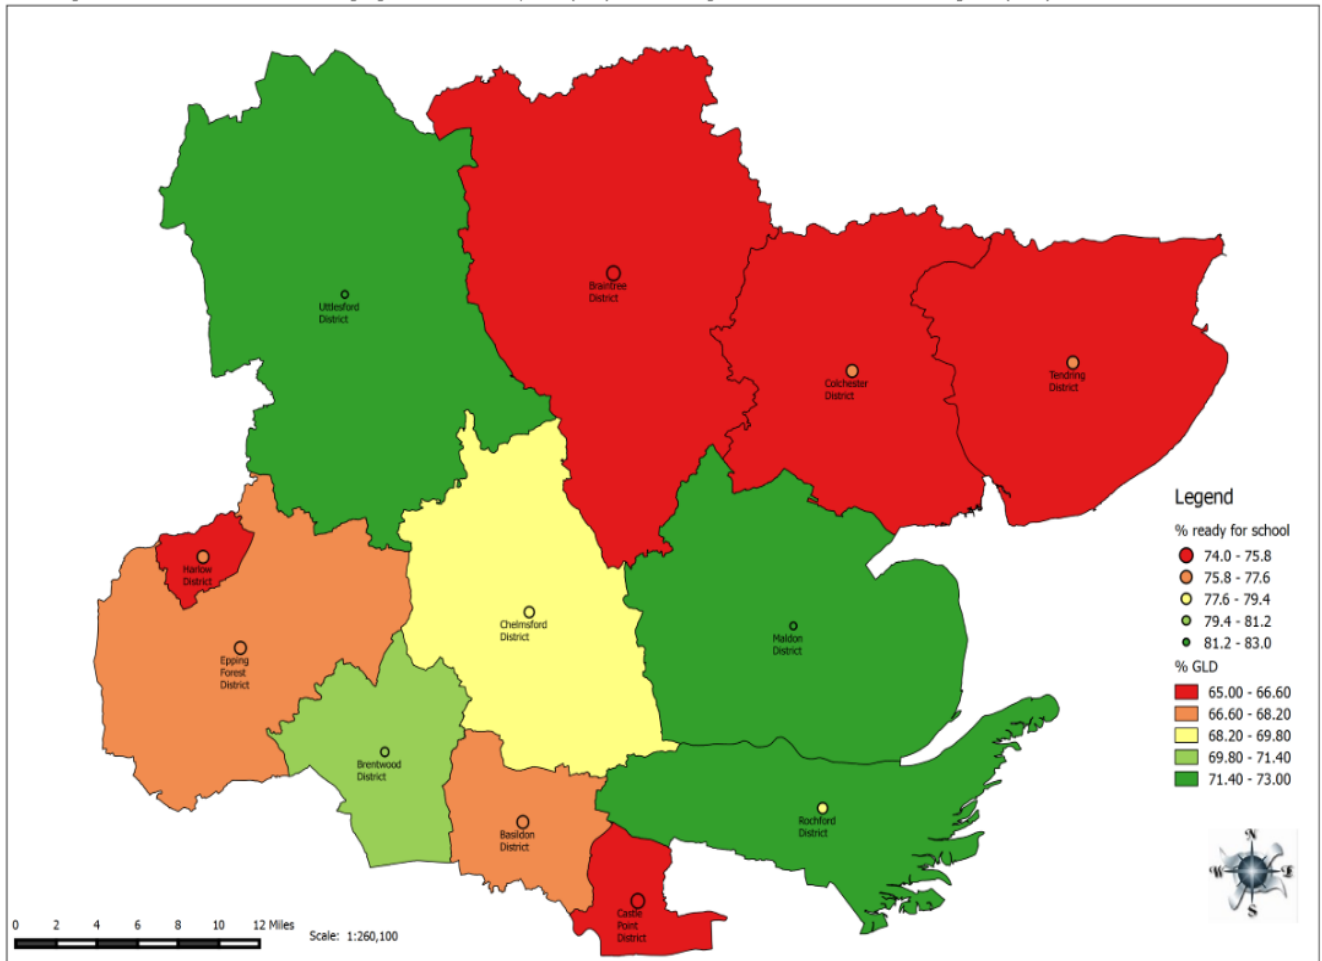 Uttlesford
District
Braintree
District
Colchester
District
Tendring
District
Harlow
District
Epping
Forest
District
Chelmsford
District
Maldon
District
Brentwood
District
Basildon
District
Rochford
District
Castle
Point
District
Legend
% ready for school
74.0 - 75.8
75.8 - 77.6
77.6 - 79.4
79.4 - 81.2
81.2 - 83.0
% GLD
65.00 - 66.60
66.60 - 68.20
68.20 - 69.80
69.80 - 71.40
71.40 - 73.00
N
W E
S
0 2 4 6 8 10 12 Miles
Scale: 1:260,100